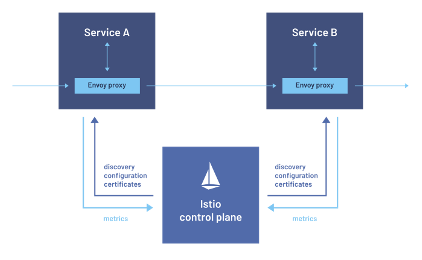 Service A
Envoy proxy
Service B
Envoy proxy
discovery
configuration
certificates
metrics
Istio
control plane
discovery
configuration
certificates
metrics